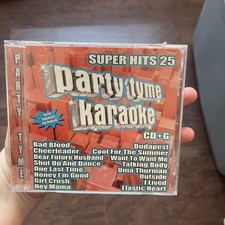 SUPER HITS 25
party tyme
karaoke
CD+G
PARTY TYME
Bad Blood
Cheerleader
Dear Future Husband
Shut Up And Dance
One Last Time
Honey I'm Good
Girl Crush
Hey Mama
Budapest
Cool For The Summer
Want To Want Me
Talking Body
Uma Thurman
Outside
I Lived
Elastic Heart